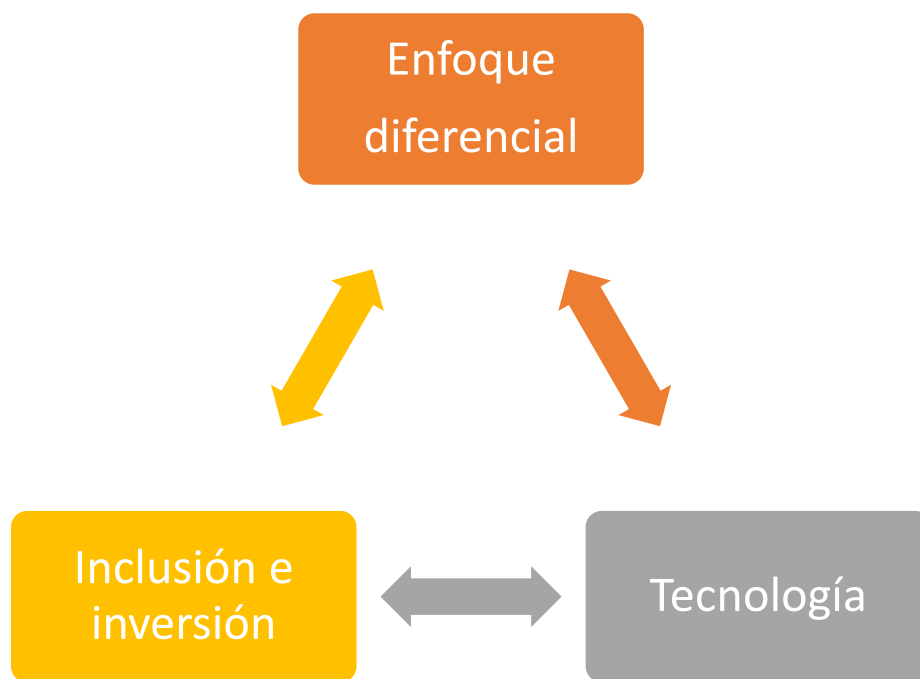 Enfoque
diferencial
Inclusión e
inversión
Tecnología